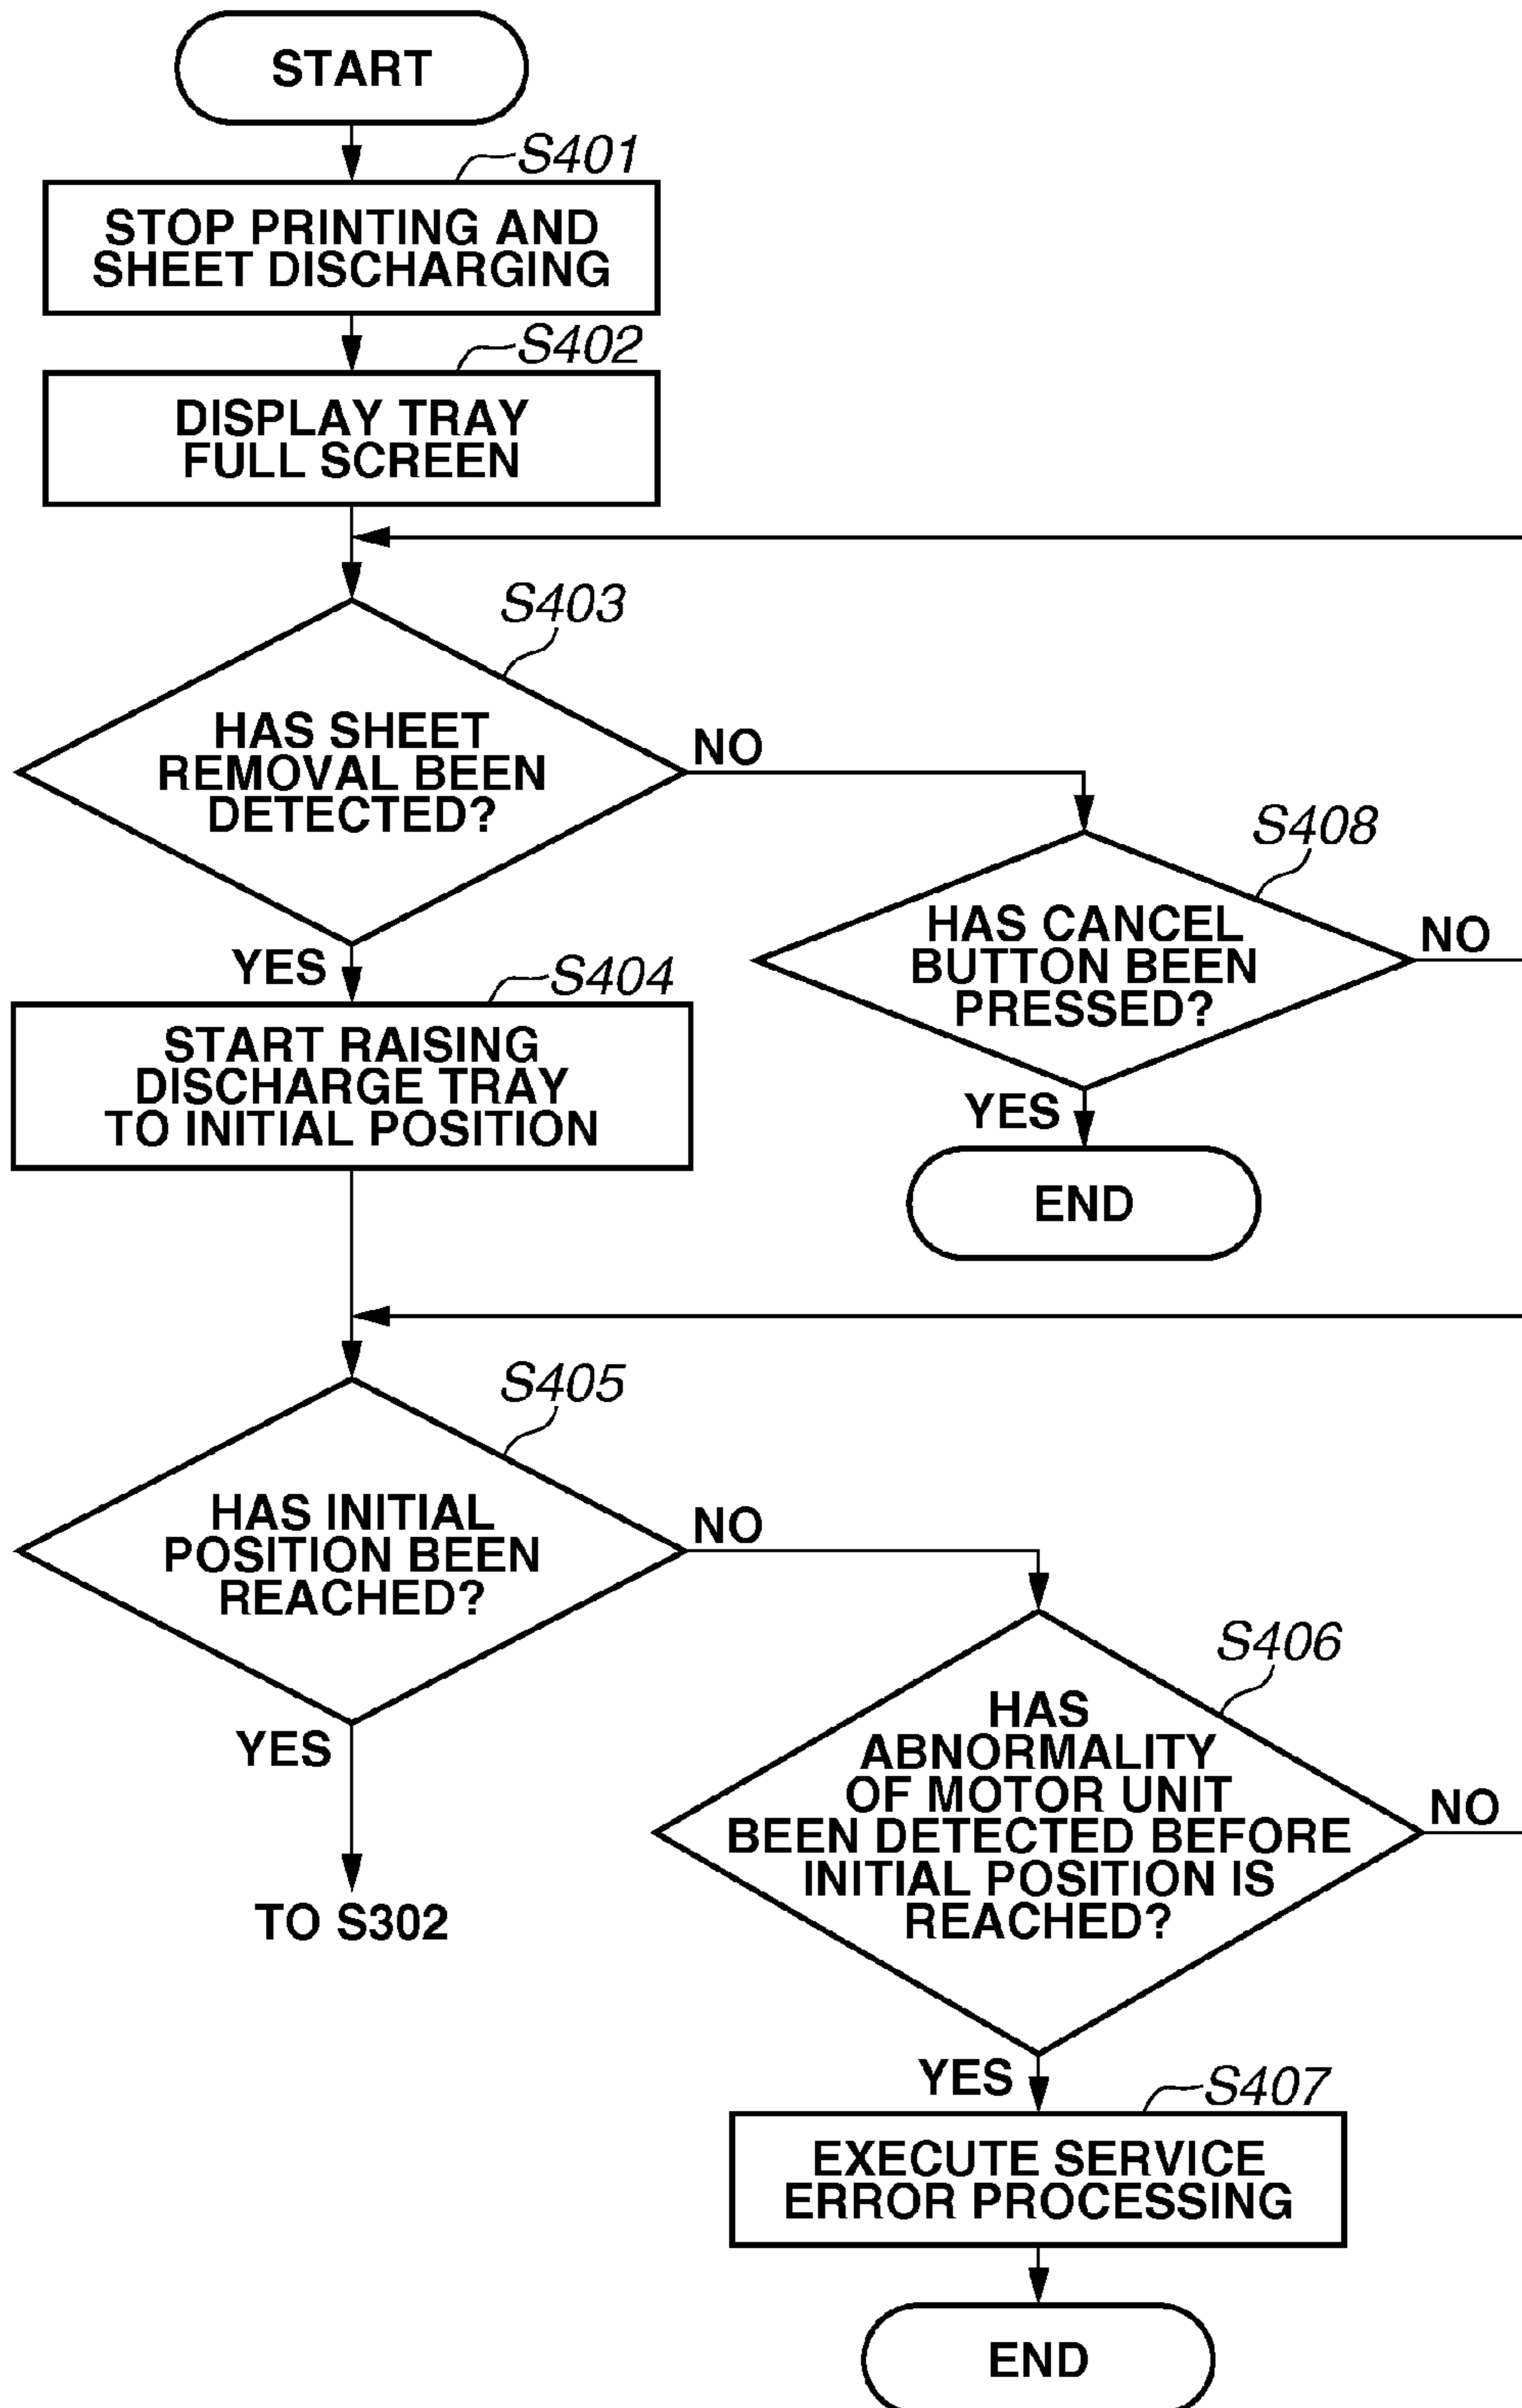 START
S401
STOP PRINTING AND
SHEET DISCHARGING
S402
DISPLAY TRAY
FULL SCREEN
S403
HAS SHEET
REMOVAL BEEN
DETECTED?
NO
S408
HAS CANCEL
BUTTON BEEN
PRESSED?
NO
YES
END
YES
S404
START RAISING
DISCHARGE TRAY
TO INITIAL POSITION
S405
HAS INITIAL
POSITION BEEN
REACHED?
NO
YES
TO S302
S406
HAS
ABNORMALITY
OF MOTOR UNIT
BEEN DETECTED BEFORE
INITIAL POSITION IS
REACHED?
NO
YES
S407
EXECUTE SERVICE
ERROR PROCESSING
END